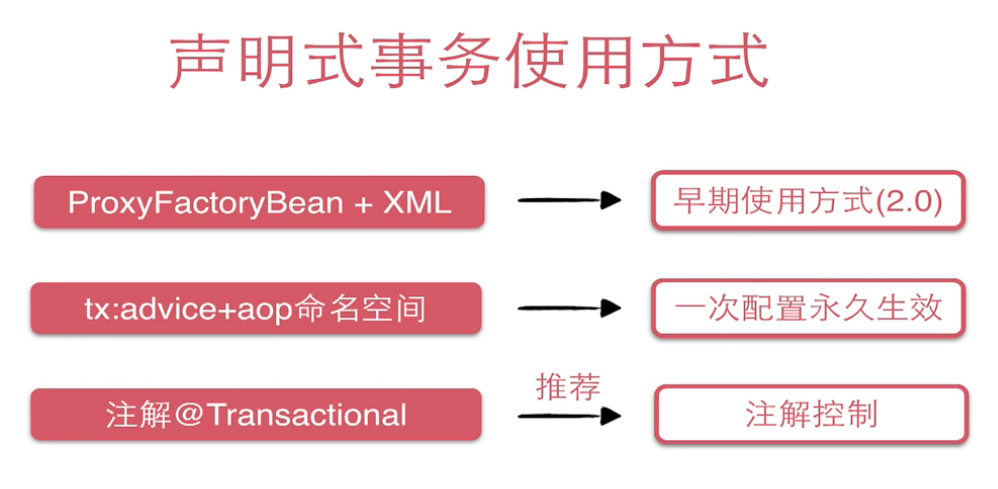 声明式事务使用方式
ProxyFactoryBean + XML
早期使用方式(2.0)
tx:advice+aop命名空间
一次配置永久生效
推荐
注解@Transactional
注解控制